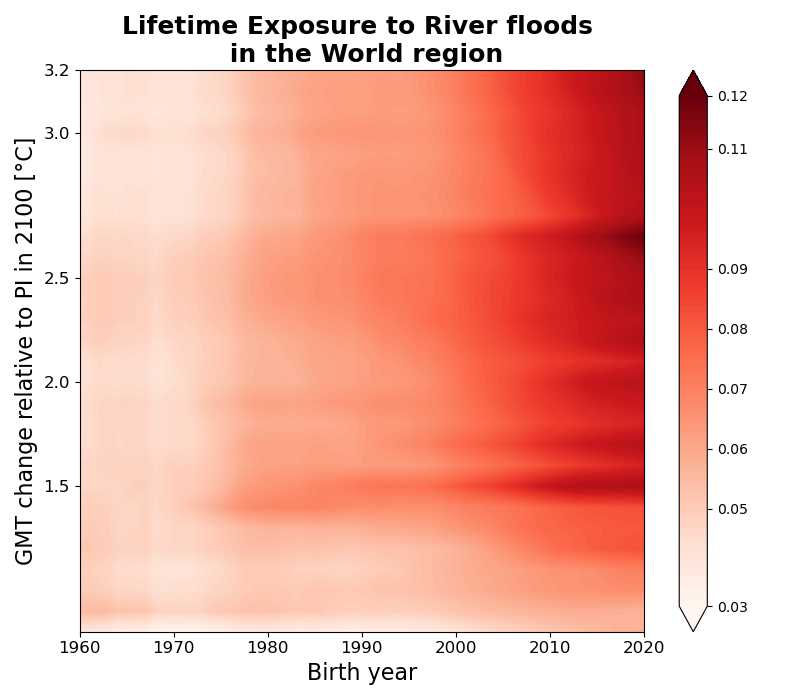 Lifetime Exposure to River floods
in the World region
GMT change relative to PI in 2100 [°C]
3.2
3.0
2.5
2.0
1.5
1960 1970 1980 1990 2000 2010 2020
Birth year
0.12
0.11
0.09
0.08
0.07
0.06
0.05
0.03